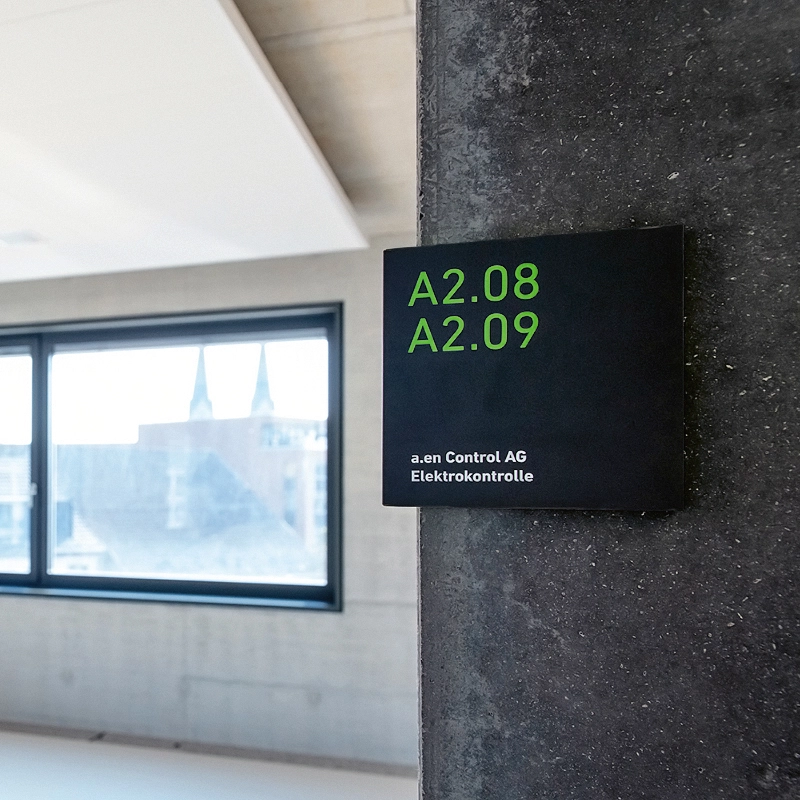 A2.08
A2.09
a.en Control AG
Elektrokontrolle